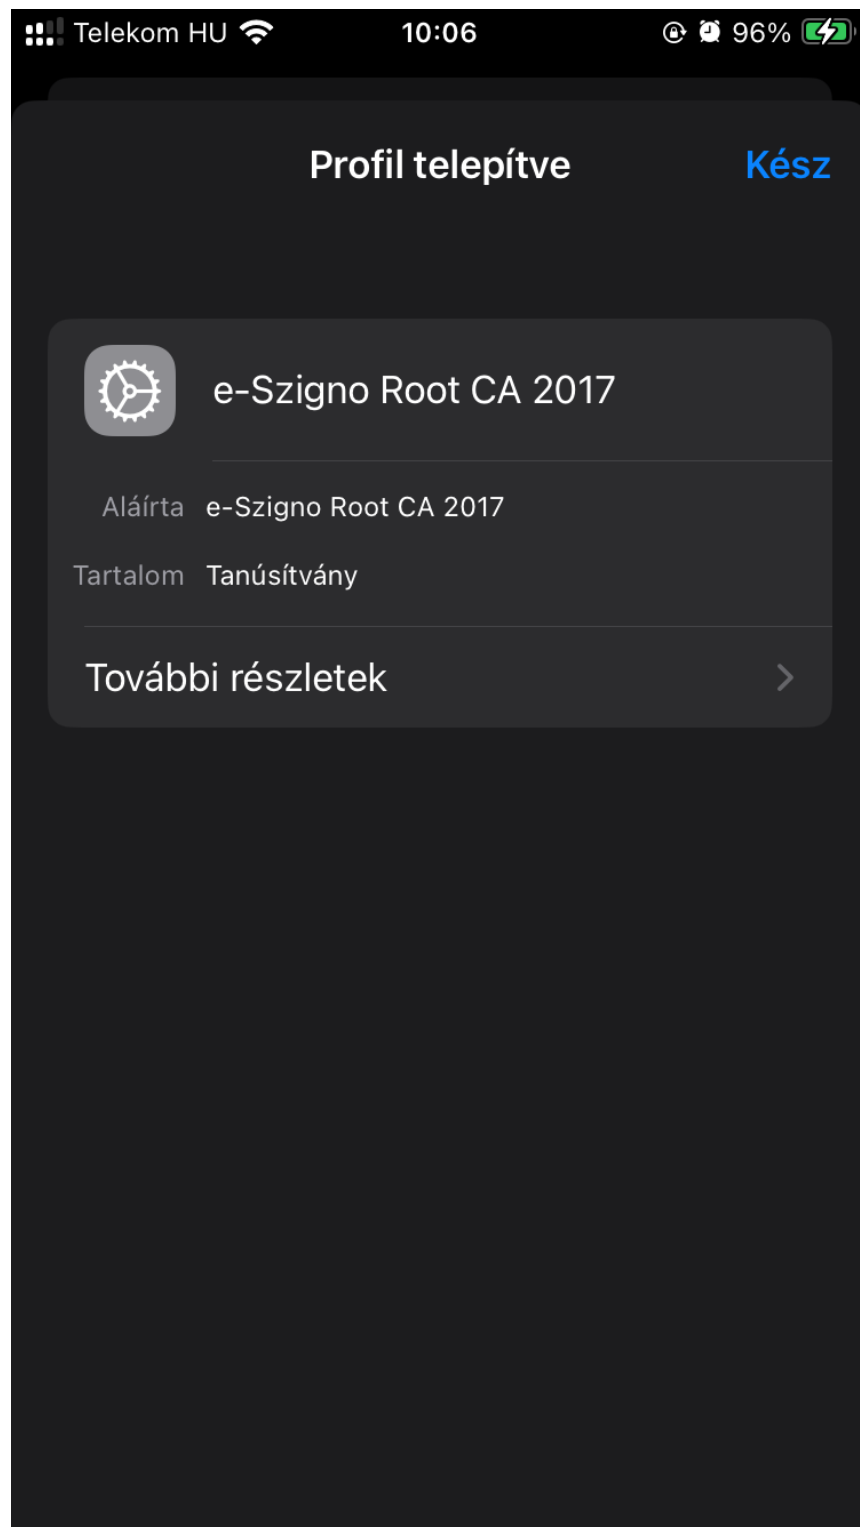 Telekom HU 10:06 96%
Profil telepítve Kész
e-Szigno Root CA 2017
Aláírta e-Szigno Root CA 2017
Tartalom Tanúsítvány
További részletek